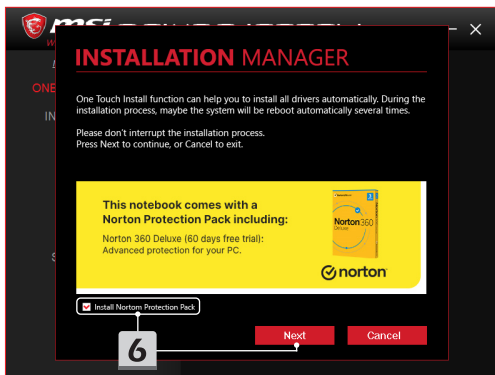 msi
INSTALLATION MANAGER
ONE
IN
One Touch Install function can help you to install all drivers automatically. During the
installation process, maybe the system will be reboot automatically several times.
Please don't interrupt the installation process.
Press Next to continue, or Cancel to exit.
This notebook comes with a
Norton Protection Pack including:
Norton 360 Deluxe (60 days free trial):
Advanced protection for your PC.
Norton 360
Deluxe
norton
Install Nortom Protection Pack
Next Cancel
6